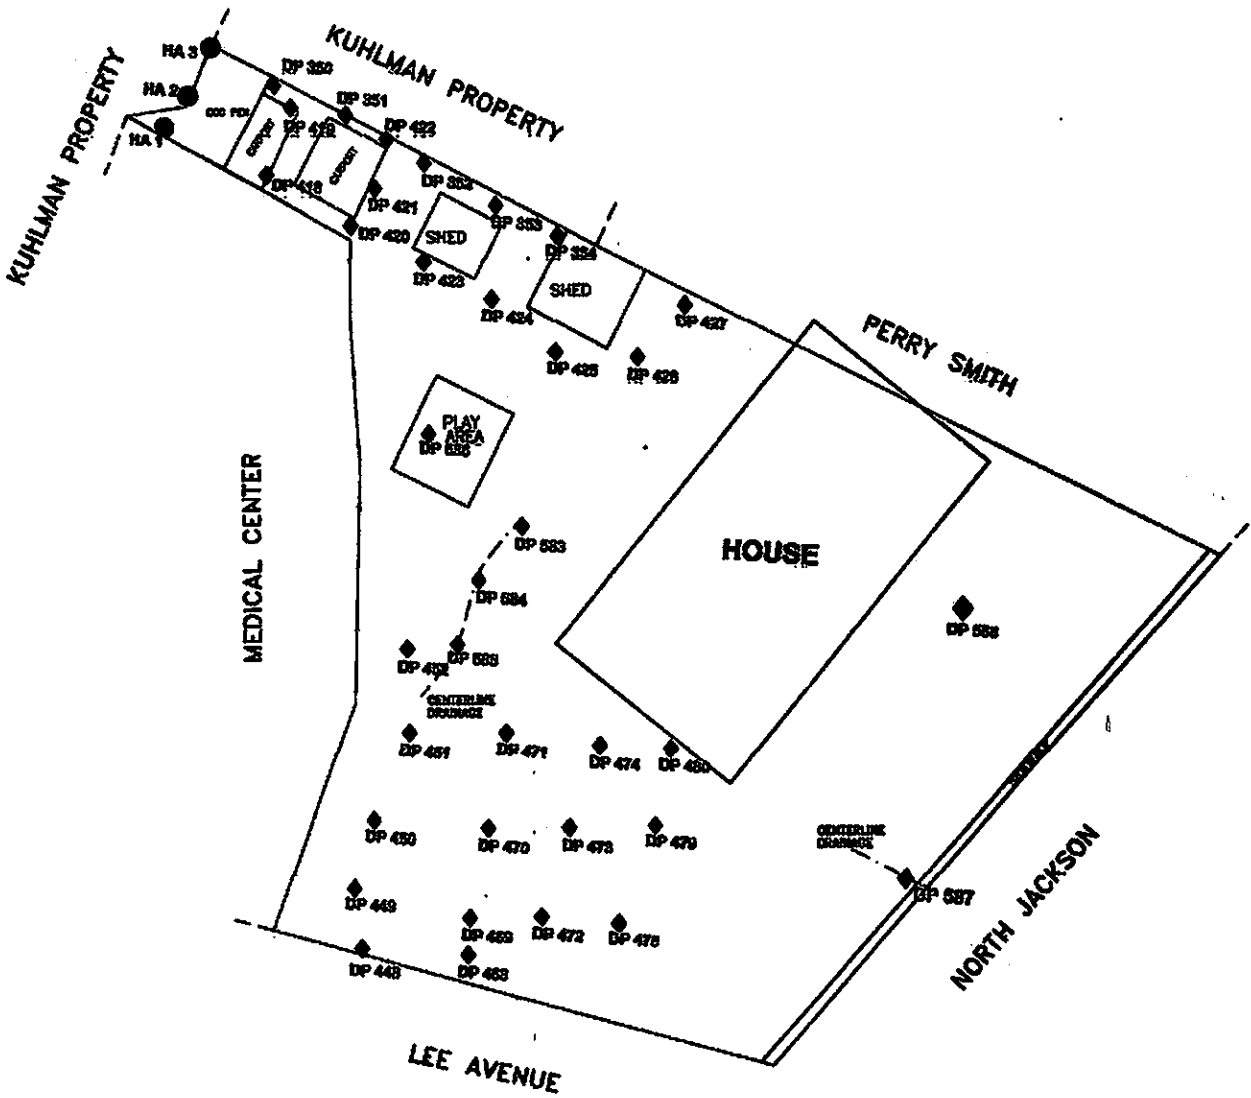 KUHLMAN PROPERTY
KUHLMAN PROPERTY
HA 3
HA 2
HA 1
DP 350
DP 351
DP 419
DP 422
DP 418
DP 352
DP 421
DP 353
DP 420
SHED
DP 354
DP 423
SHED
DP 424
DP 427
DP 425
DP 426
PERRY SMITH
PLAY
AREA
MEDICAL CENTER
DP 583
HOUSE
DP 584
DP 452
DP 585
CENTERLINE
DRAINAGE
DP 451
DP 471
DP 474
DP 480
DP 450
DP 470
DP 473
DP 479
CENTERLINE
DRAINAGE
DP 587
NORTH JACKSON
DP 449
DP 469
DP 472
DP 448
DP 468
LEE AVENUE